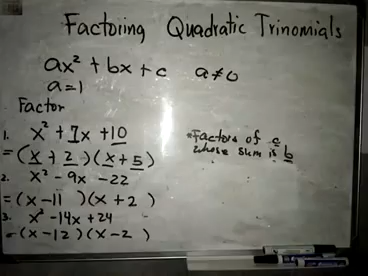 Factoring Quadratic Trinomials
ax² + bx + c a≠0
a=1
Factor
1. x² + 7x + 10
= (x + 2)(x + 5)
*Factors of c
whose sum is b
2. x² - 9x - 22
= (x - 11)(x + 2)
3. x² - 14x + 24
= (x - 12)(x - 2)